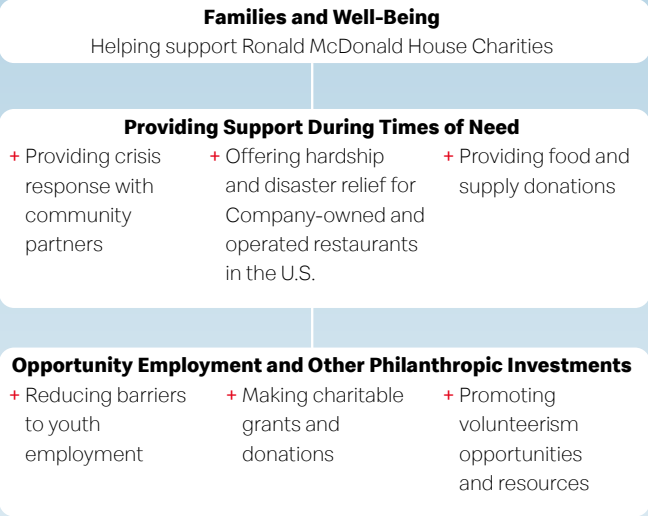 Families and Well-Being
Helping support Ronald McDonald House Charities
Providing Support During Times of Need
+ Providing crisis
response with
community
partners
+ Offering hardship
and disaster relief for
Company-owned and
operated restaurants
in the U.S.
+ Providing food and
supply donations
Opportunity Employment and Other Philanthropic Investments
+ Reducing barriers
to youth
employment
+ Making charitable
grants and
donations
+ Promoting
volunteerism
opportunities
and resources